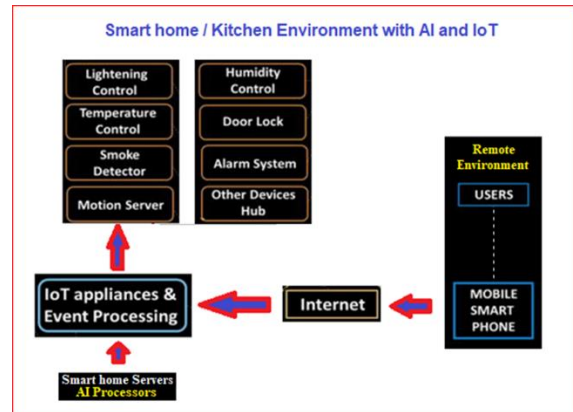 Smart home / Kitchen Environment with AI and IoT
Lightening
Control
Temperature
Control
Smoke
Detector
Motion Server
Humidity
Control
Door Lock
Alarm System
Other Devices
Hub
Remote
Environment
USERS
MOBILE
SMART
PHONE
Internet
IoT appliances &
Event Processing
Smart home Servers
AI Processors